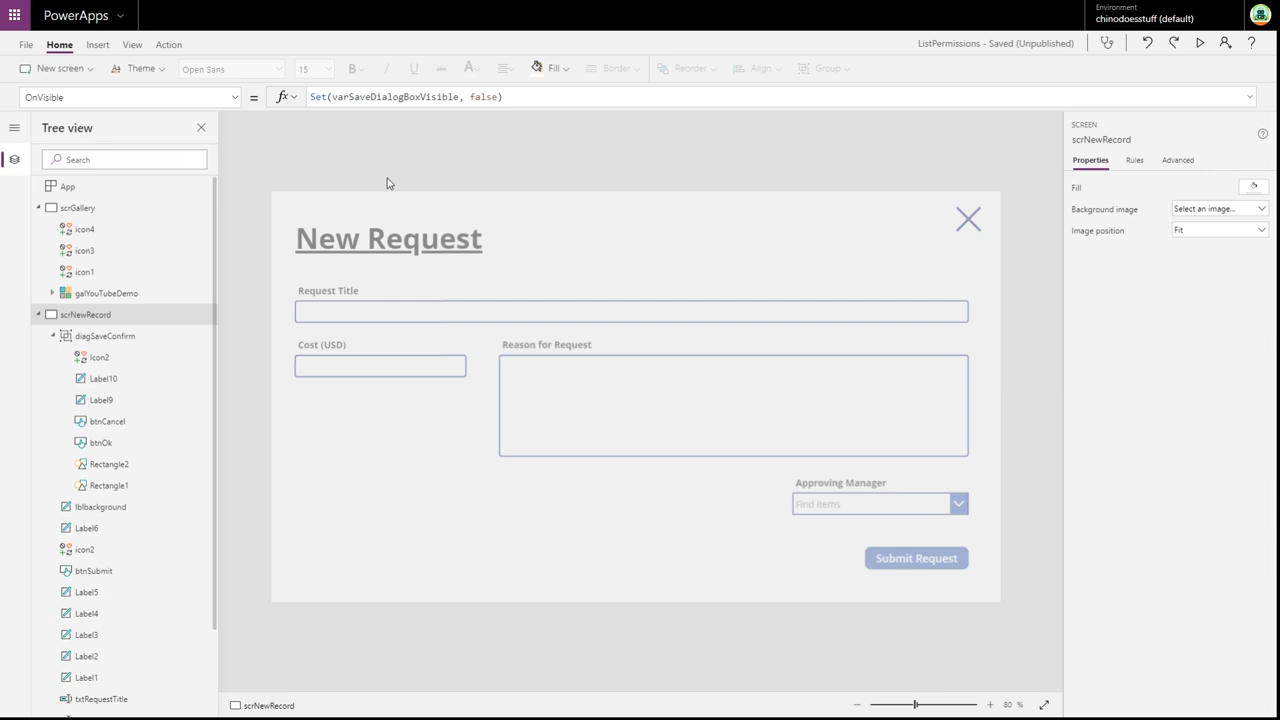 PowerApps
Environment
chinodoesstuff (default)
File Home Insert View Action
ListPermissions - Saved (Unpublished)
New screen Theme Open Sans 15 B / U abc A Fill Border Reorder Align Group
OnVisible = fx Set(varSaveDialogBoxVisible, false)
Tree view
Search
App
scrGallery
icon4
icon3
icon1
galYouTubeDemo
scrNewRecord
diagSaveConfirm
Icon2
Label10
Label9
btnCancel
btnOk
Rectangle2
Rectangle1
lblbackground
Label6
icon2
btnSubmit
Label5
Label4
Label3
Label2
Label1
txtRequestTitle
New Request
Request Title
Cost (USD)
Reason for Request
Approving Manager
Find items
Submit Request
scrNewRecord
80 %
SCREEN
scrNewRecord
Properties Rules Advanced
Fill
Background image Select an image...
Image position Fit